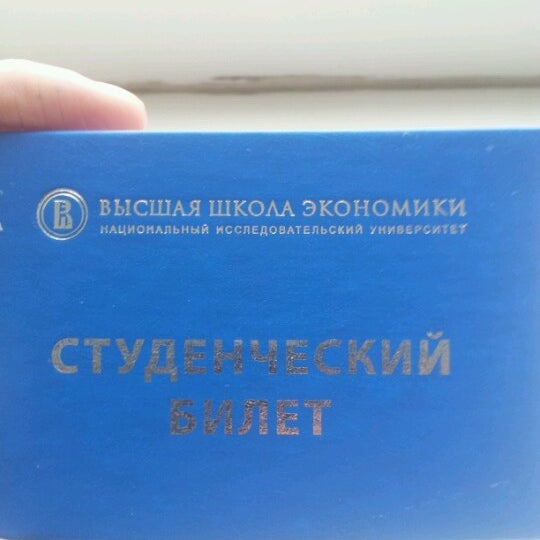 ВЫСШАЯ ШКОЛА ЭКОНОМИКИ
НАЦИОНАЛЬНЫЙ ИССЛЕДОВАТЕЛЬСКИЙ УНИВЕРСИТЕТ
СТУДЕНЧЕСКИЙ
БИЛЕТ